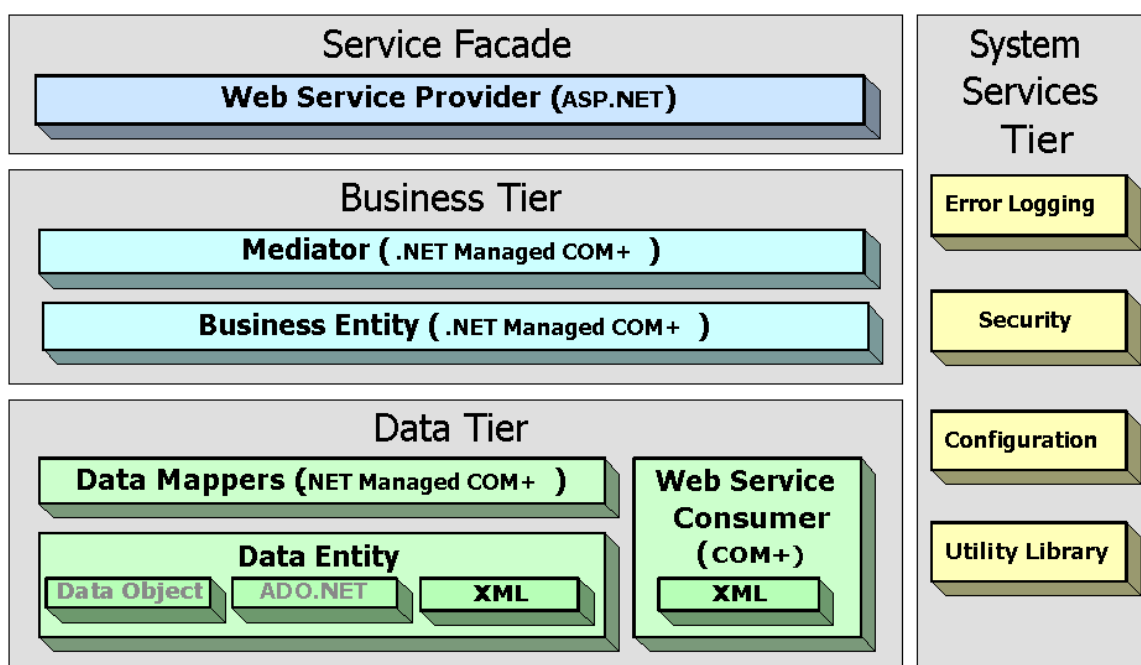 Service Facade
Web Service Provider (ASP.NET)
Business Tier
Mediator ( .NET Managed COM+ )
Business Entity ( .NET Managed COM+ )
Data Tier
Data Mappers (NET Managed COM+ )
Data Entity
Data Object
ADO.NET
XML
Web Service
Consumer
(COM+)
XML
System
Services
Tier
Error Logging
Security
Configuration
Utility Library